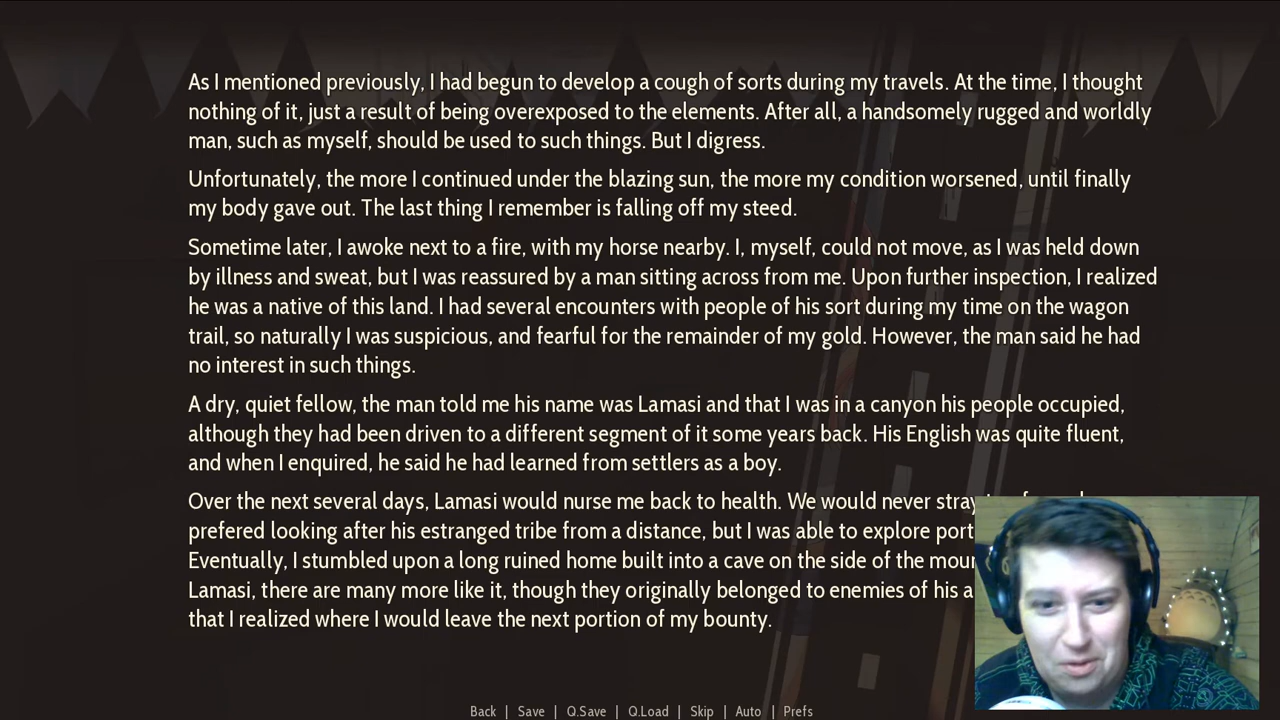 As I mentioned previously, I had begun to develop a cough of sorts during my travels. At the time, I thought
nothing of it, just a result of being overexposed to the elements. After all, a handsomely rugged and worldly
man, such as myself, should be used to such things. But I digress.
Unfortunately, the more I continued under the blazing sun, the more my condition worsened, until finally
my body gave out. The last thing I remember is falling off my steed.
Sometime later, I awoke next to a fire, with my horse nearby. I, myself, could not move, as I was held down
by illness and sweat, but I was reassured by a man sitting across from me. Upon further inspection, I realized
he was a native of this land. I had several encounters with people of his sort during my time on the wagon
trail, so naturally I was suspicious, and fearful for the remainder of my gold. However, the man said he had
no interest in such things.
A dry, quiet fellow, the man told me his name was Lamasi and that I was in a canyon his people occupied,
although they had been driven to a different segment of it some years back. His English was quite fluent,
and when I enquired, he said he had learned from settlers as a boy.
Over the next several days, Lamasi would nurse me back to health. We would never stray
prefered looking after his estranged tribe from a distance, but I was able to explore
Eventually, I stumbled upon a long ruined home built into a cave on the side of the
Lamasi, there are many more like it, though they originally belonged to enemies of his
that I realized where I would leave the next portion of my bounty.
Back | Save | Q.Save | Q.Load | Skip | Auto | Prefs